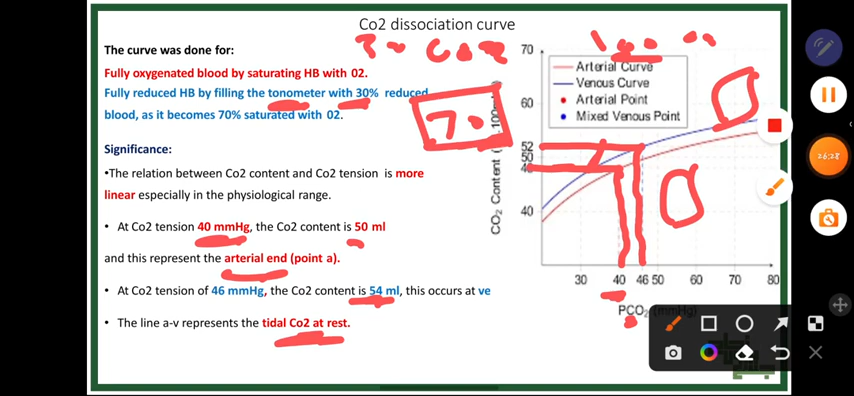 Co2 dissociation curve
The curve was done for:
Fully oxygenated blood by saturating HB with 02.
Fully reduced HB by filling the tonometer with 30% reduced
blood, as it becomes 70% saturated with 02.
Significance:
•The relation between Co2 content and Co2 tension is more
linear especially in the physiological range.
• At Co2 tension 40 mmHg, the Co2 content is 50 ml
and this represent the arterial end (point a).
• At Co2 tension of 46 mmHg, the Co2 content is 54 ml, this occurs at ve
• The line a-v represents the tidal Co2 at rest.
70
70
60
52
50
40
CO2 Content
Arterial Curve
Venous Curve
Arterial Point
Mixed Venous Point
30 40 46 50 60 70 80
PCO2 (mmHg)
26:28